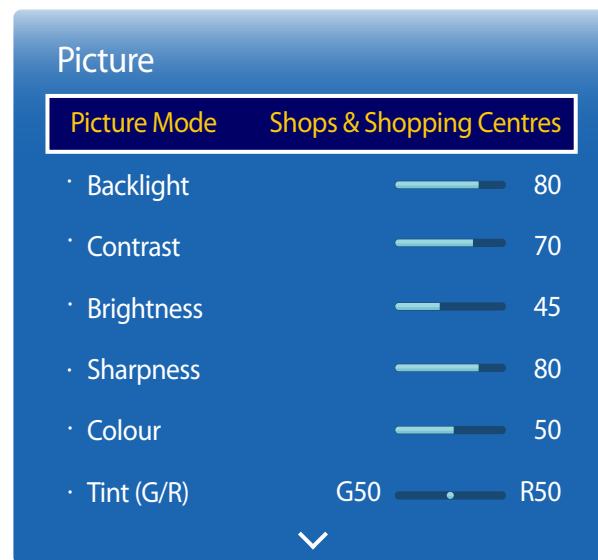 Picture
Picture Mode Shops & Shopping Centres
· Backlight 80
· Contrast 70
· Brightness 45
· Sharpness 80
· Colour 50
· Tint (G/R) G50 R50